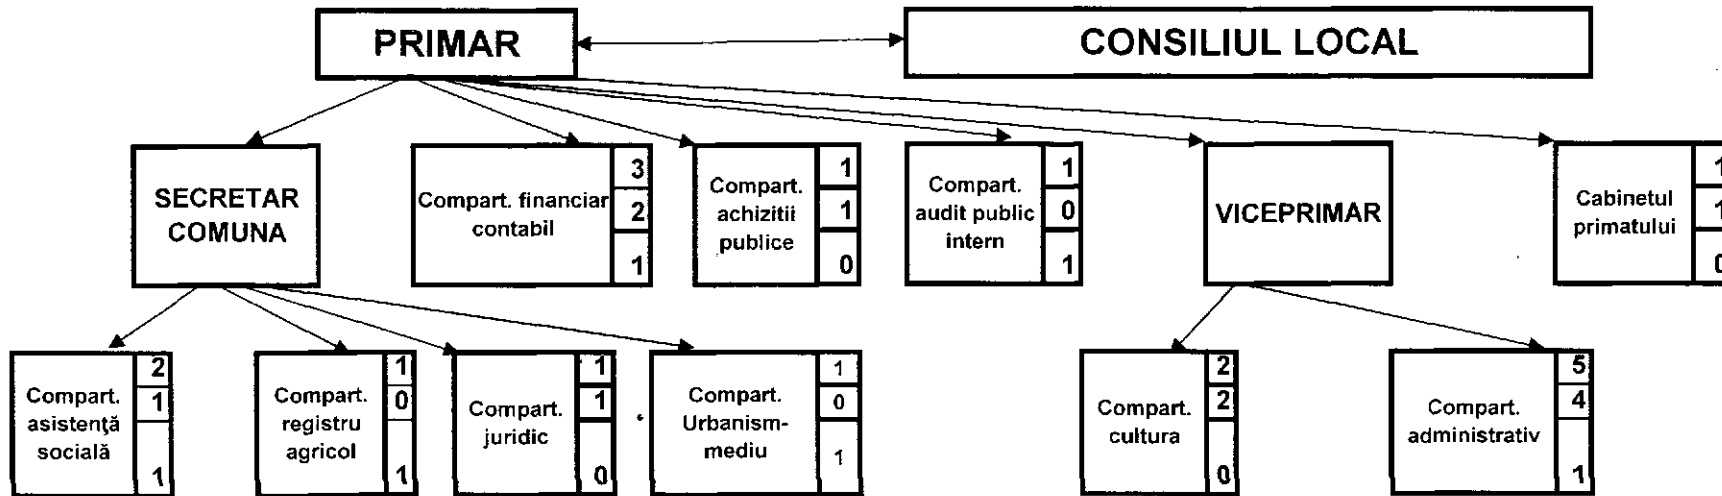 PRIMAR
CONSILIUL LOCAL
SECRETAR
COMUNA
Compart. financiar
contabil
3
2
1
Compart.
achizitii
publice
1
1
0
Compart.
audit public
intern
1
0
1
VICEPRIMAR
Cabinetul
primatului
1
1
0
Compart.
asistenţă
socială
2
1
1
Compart.
registru
agricol
1
0
1
Compart.
juridic
1
1
0
Compart.
Urbanism-
mediu
1
0
1
Compart.
cultura
2
2
0
Compart.
administrativ
5
4
1